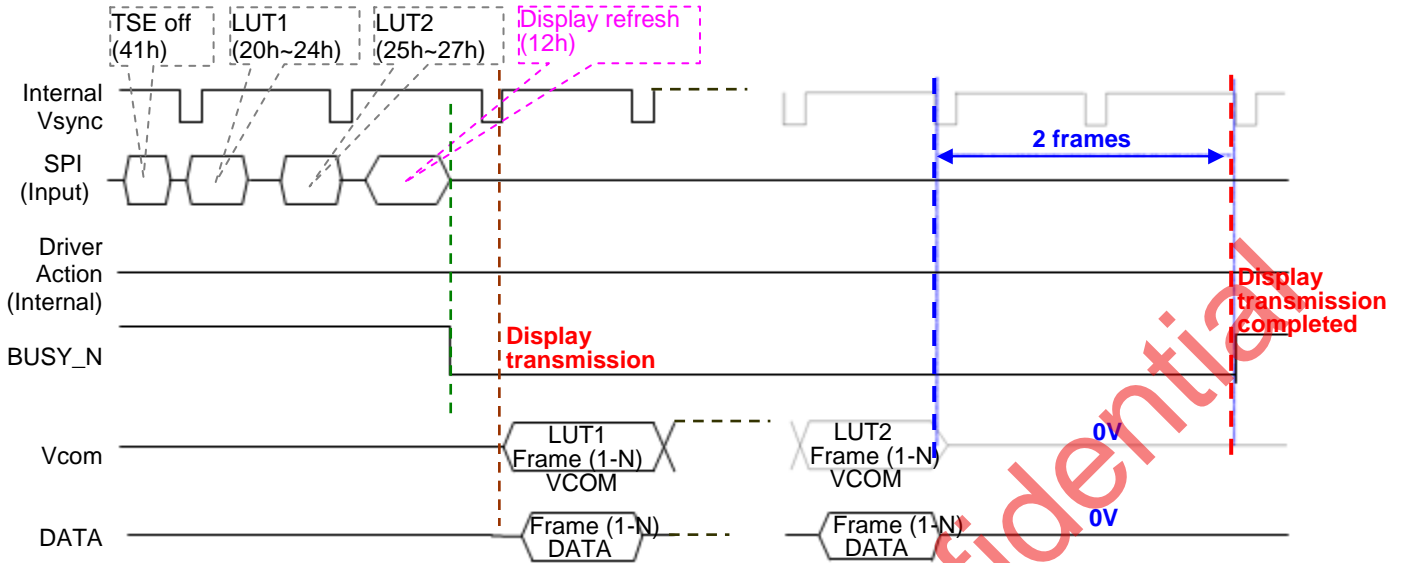 TSE off
(41h)
LUT1
(20h~24h)
LUT2
(25h~27h)
Display refresh
(12h)
Internal
Vsync
2 frames
SPI
(Input)
Driver
Action
(Internal)
Display
transmission
completed
BUSY_N
Display
transmission
Vcom
LUT1
Frame (1-N)
VCOM
LUT2
Frame (1-N)
VCOM
0V
DATA
Frame (1-N)
DATA
Frame (1-N)
DATA
0V
fidential